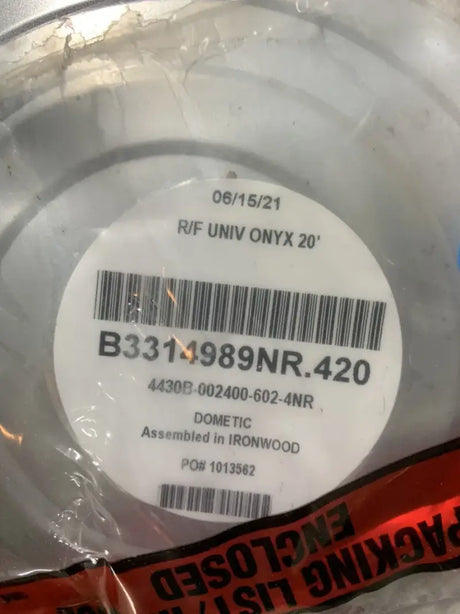 06/15/21
R/F UNIV ONYX 20'
B3314989NR.420
4430B-002400-602-4NR
DOMETIC
Assembled in IRONWOOD
PO# 1013562
PACKING LIST/
ENCLOSED